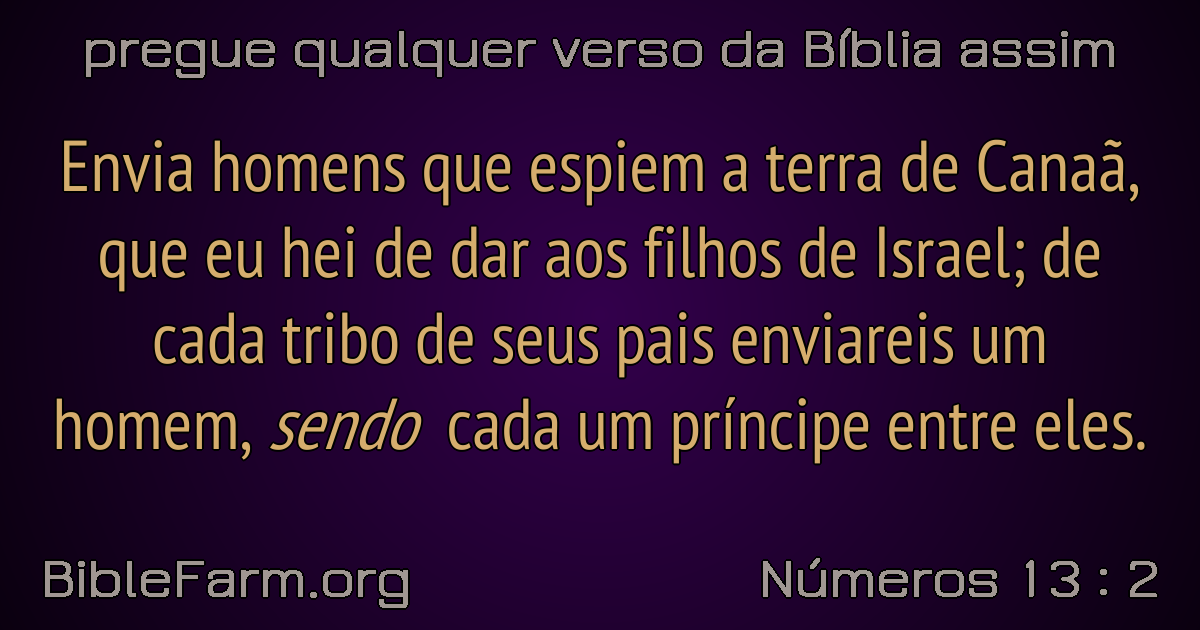 pregue qualquer verso da Bíblia assim
Envia homens que espiem a terra de Canaã,
que eu hei de dar aos filhos de Israel; de
cada tribo de seus pais enviareis um
homem, sendo cada um príncipe entre eles.
BibleFarm.org
Números 13 : 2